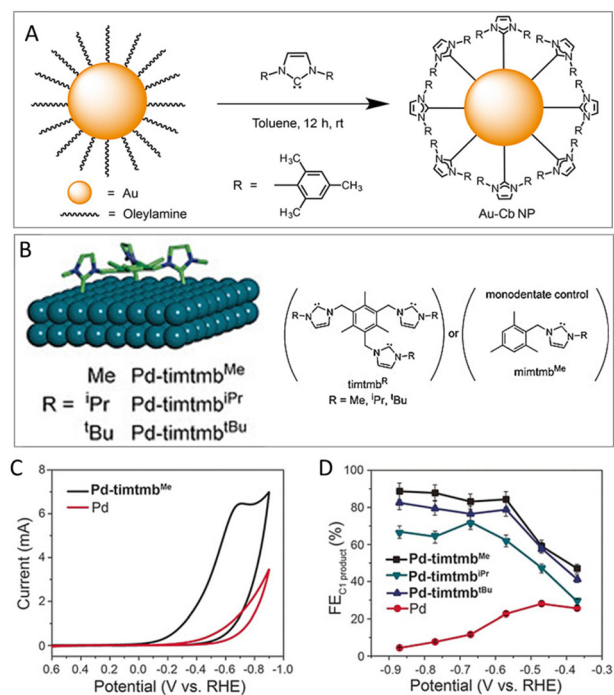 A
R
N
N
R
Toluene, 12 h, rt
R =
H₃C
CH₃
H₃C
= Au
= Oleylamine
Au-Cb NP
B
Me Pd-timtmbᴹᵉ
R = ⁱPr Pd-timtmbⁱᴾʳ
ᵗBu Pd-timtmbᵗᴮᵘ
R
N
N
N
N
R
N
N
R
timtmbᴿ
R = Me, ⁱPr, ᵗBu
or
monodentate control
N
N
R
mimtmbᴹᵉ
C
Pd-timtmbᴹᵉ
Pd
Current (mA)
8
6
4
2
0
0.6 0.4 0.2 0.0 -0.2 -0.4 -0.6 -0.8 -1.0
Potential (V vs. RHE)
D
FE C1 product (%)
100
80
60
40
20
0
Pd-timtmbᴹᵉ
Pd-timtmbⁱᴾʳ
Pd-timtmbᵗᴮᵘ
Pd
-0.9 -0.8 -0.7 -0.6 -0.5 -0.4 -0.3
Potential (V vs. RHE)